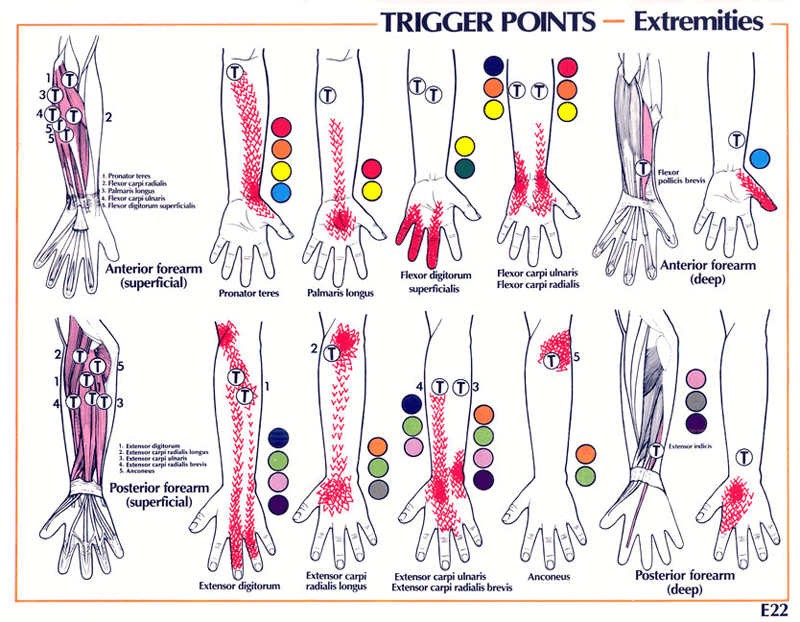 TRIGGER POINTS — Extremities
1
3
4
5
5
2
T
T
T
T
T
1. Pronator teres
2. Flexor carpi radialis
3. Palmaris longus
4. Flexor carpi ulnaris
5. Flexor digitorum superficialis
Anterior forearm
(superficial)
T
Pronator teres
T
Palmaris longus
T T
Flexor digitorum
superficialis
T T
Flexor carpi ulnaris
Flexor carpi radialis
T
Flexor
pollicis brevis
T
Anterior forearm
(deep)
2
1
4
5
3
T
T
T
T
T
T
1. Extensor digitorum
2. Extensor carpi radialis longus
3. Extensor carpi ulnaris
4. Extensor carpi radialis brevis
5. Anconeus
Posterior forearm
(superficial)
T
T
1
Extensor digitorum
2 T
Extensor carpi
radialis longus
4 T T 3
Extensor carpi ulnaris
Extensor carpi radialis brevis
T 5
Anconeus
T
Extensor indicis
T
Posterior forearm
(deep)
E22